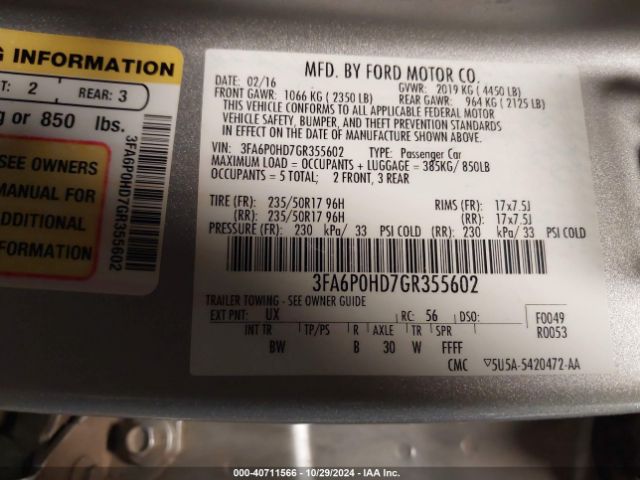 G INFORMATION
T: 2 REAR: 3
g or 850 lbs.
SEE OWNERS
MANUAL FOR
ADDITIONAL
INFORMATION
3FA6P0HD7GR355602
MFD. BY FORD MOTOR CO.
DATE: 02/16 GVWR: 2019 KG ( 4450 LB)
FRONT GAWR: 1066 KG ( 2350 LB) REAR GAWR: 964 KG ( 2125 LB)
THIS VEHICLE CONFORMS TO ALL APPLICABLE FEDERAL MOTOR
VEHICLE SAFETY, BUMPER, AND THEFT PREVENTION STANDARDS
IN EFFECT ON THE DATE OF MANUFACTURE SHOWN ABOVE.
VIN: 3FA6P0HD7GR355602 TYPE: Passenger Car
MAXIMUM LOAD = OCCUPANTS + LUGGAGE = 385KG/ 850LB
OCCUPANTS = 5 TOTAL; 2 FRONT, 3 REAR
TIRE (FR): 235/50R17 96H RIMS (FR): 17x7.5J
(RR): 235/50R17 96H (RR): 17x7.5J
PRESSURE (FR): 230 kPa/ 33 PSI COLD (RR): 230 kPa/ 33 PSI COLD
3FA6P0HD7GR355602
TRAILER TOWING - SEE OWNER GUIDE
EXT PNT: UX RC: 56 DSO: F0049
R0053
INT TR TP/PS R AXLE TR SPR
BW B 30 W FFFF
CMC ▽5U5A-5420472-AA
000-40711566 - 10/29/2024 - IAA Inc.